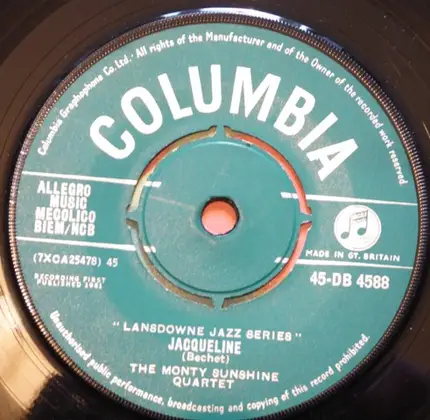 Columbia Graphophone Co. Ltd. · All rights of the Manufacturer and of the Owner of the recorded work reserved.
COLUMBIA
ALLEGRO
MUSIC
MECOLICO
BIEM/NCB
(7XCA25478) 45
RECORDING FIRST
PUBLISHED 1961
MADE IN GT. BRITAIN
45-DB 4588
"LANSDOWNE JAZZ SERIES"
JACQUELINE
(Bechet)
THE MONTY SUNSHINE
QUARTET
Unauthorised public performance, broadcasting and copying of this record prohibited.